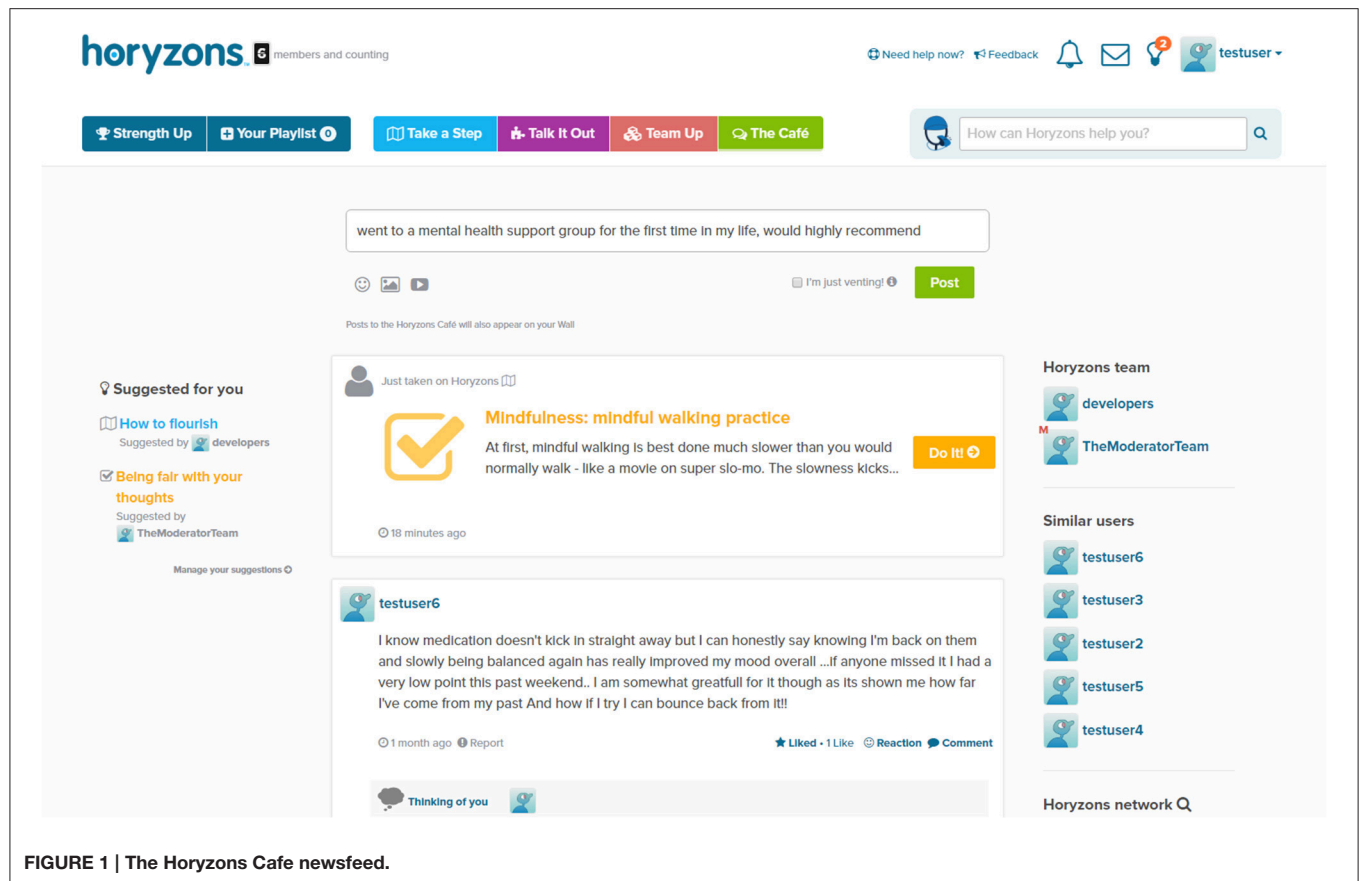 horyzons. 6 members and counting
Need help now? Feedback 2 testuser
Strength Up Your Playlist 0 Take a Step Talk It Out Team Up The Café How can Horyzons help you?
went to a mental health support group for the first time in my life, would highly recommend
I'm just venting! Post
Posts to the Horyzons Café will also appear on your Wall
Suggested for you
How to flourish
Suggested by developers
Being fair with your
thoughts
Suggested by
TheModeratorTeam
Manage your suggestions
Just taken on Horyzons
Mindfulness: mindful walking practice
At first, mindful walking is best done much slower than you would
normally walk - like a movie on super slo-mo. The slowness kicks...
Do It!
18 minutes ago
testuser6
I know medication doesn't kick in straight away but I can honestly say knowing I'm back on them
and slowly being balanced again has really improved my mood overall ...if anyone missed it I had a
very low point this past weekend.. I am somewhat greatfull for it though as its shown me how far
I've come from my past And how if I try I can bounce back from it!!
1 month ago Report Liked • 1 Like Reaction Comment
Thinking of you
Horyzons team
developers
M
TheModeratorTeam
Similar users
testuser6
testuser3
testuser2
testuser5
testuser4
Horyzons network
FIGURE 1 | The Horyzons Cafe newsfeed.